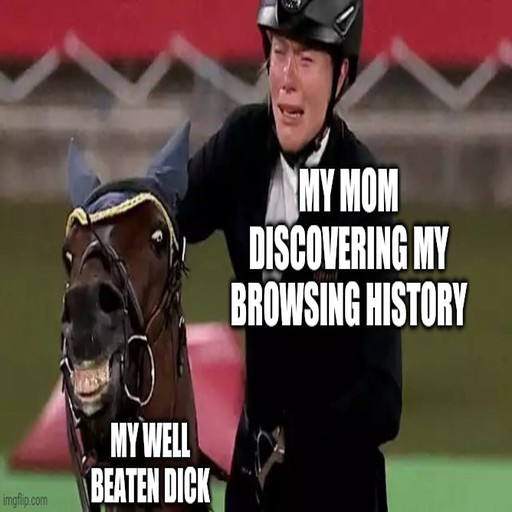 MY MOM
DISCOVERING MY
BROWSING HISTORY
MY WELL
BEATEN DICK
imgflip.com